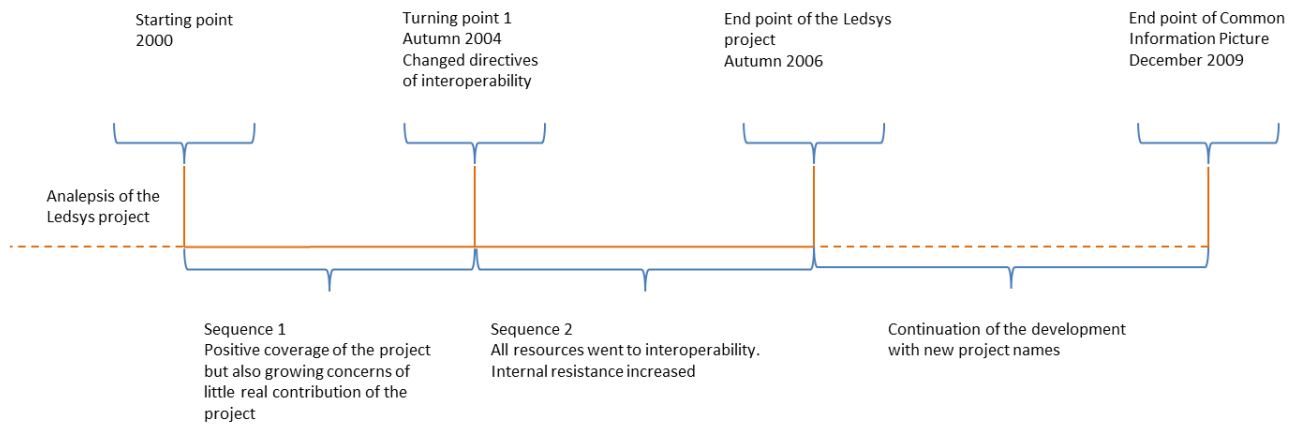 Starting point
2000
Turning point 1
Autumn 2004
Changed directives
of interoperability
End point of the Ledsys
project
Autumn 2006
End point of Common
Information Picture
December 2009
Analepsis of the
Ledsys project
Sequence 1
Positive coverage of the project
but also growing concerns of
little real contribution of the
project
Sequence 2
All resources went to interoperability.
Internal resistance increased
Continuation of the development
with new project names